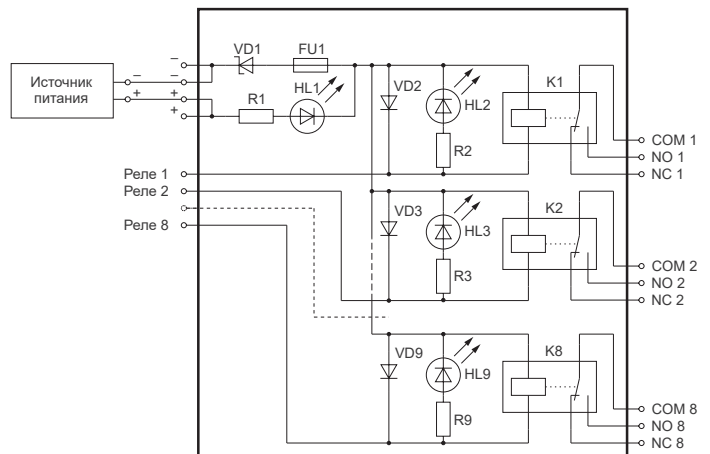 Источник
питания
–
–
+
–
–
+
+
VD1
FU1
R1
HL1
VD2
HL2
R2
K1
COM 1
NO 1
NC 1
Реле 1
Реле 2
Реле 8
VD3
HL3
R3
K2
COM 2
NO 2
NC 2
VD9
HL9
R9
K8
COM 8
NO 8
NC 8